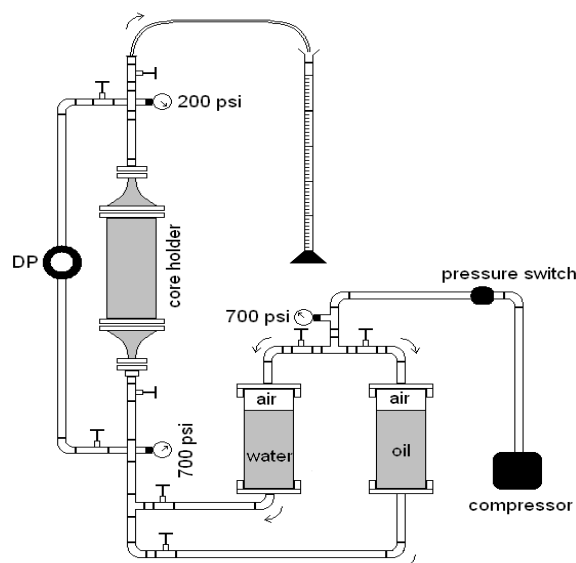 200 psi
core holder
DP
pressure switch
700 psi
air
air
700 psi
water
oil
compressor